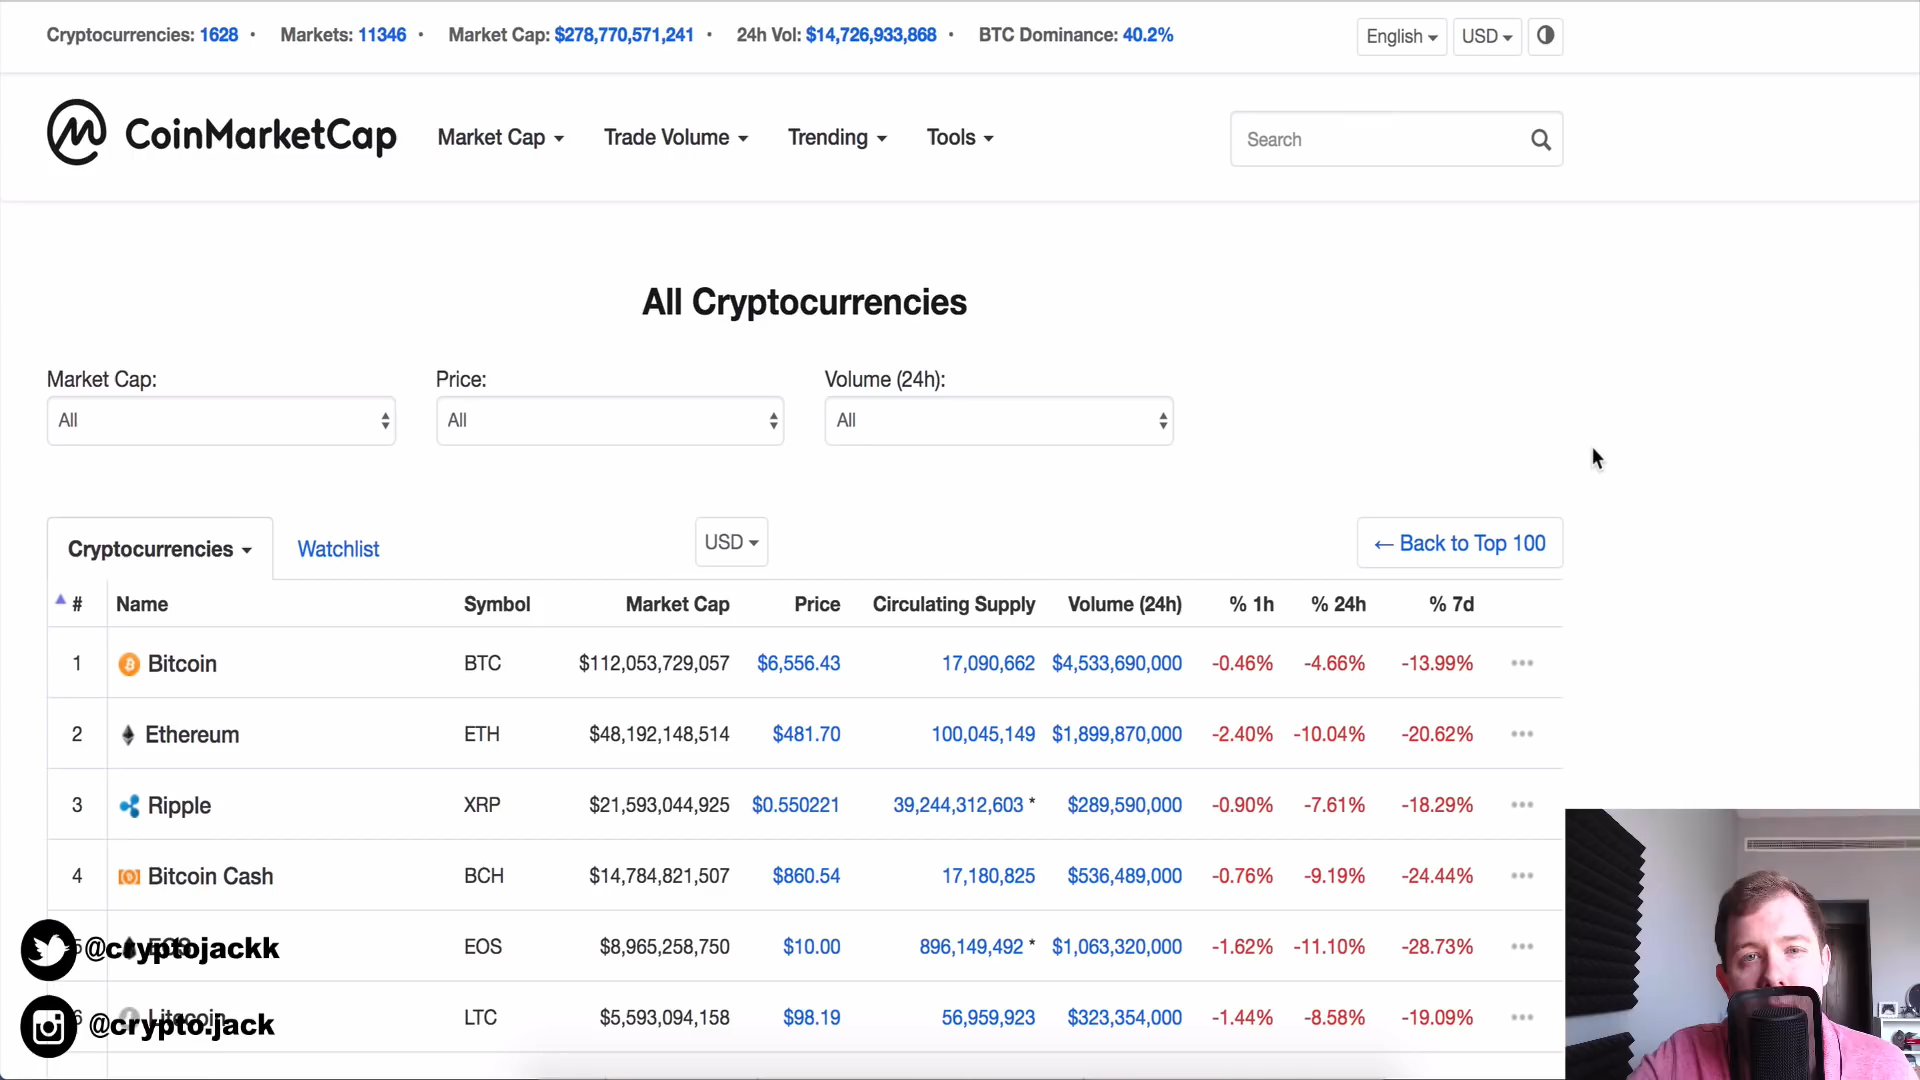 Cryptocurrencies: 1628 • Markets: 11346 • Market Cap: $278,770,571,241 • 24h Vol: $14,726,933,868 • BTC Dominance: 40.2% English USD
CoinMarketCap Market Cap Trade Volume Trending Tools Search
All Cryptocurrencies
Market Cap: Price: Volume (24h):
All All All
Cryptocurrencies Watchlist USD ← Back to Top 100
# Name Symbol Market Cap Price Circulating Supply Volume (24h) % 1h % 24h % 7d
1 Bitcoin BTC $112,053,729,057 $6,556.43 17,090,662 $4,533,690,000 -0.46% -4.66% -13.99%
2 Ethereum ETH $48,192,148,514 $481.70 100,045,149 $1,899,870,000 -2.40% -10.04% -20.62%
3 Ripple XRP $21,593,044,925 $0.550221 39,244,312,603 * $289,590,000 -0.90% -7.61% -18.29%
4 Bitcoin Cash BCH $14,784,821,507 $860.54 17,180,825 $536,489,000 -0.76% -9.19% -24.44%
5 EOS EOS $8,965,258,750 $10.00 896,149,492 * $1,063,320,000 -1.62% -11.10% -28.73%
@cryptojackk
6 Litecoin LTC $5,593,094,158 $98.19 56,959,923 $323,354,000 -1.44% -8.58% -19.09%
@crypto.jack